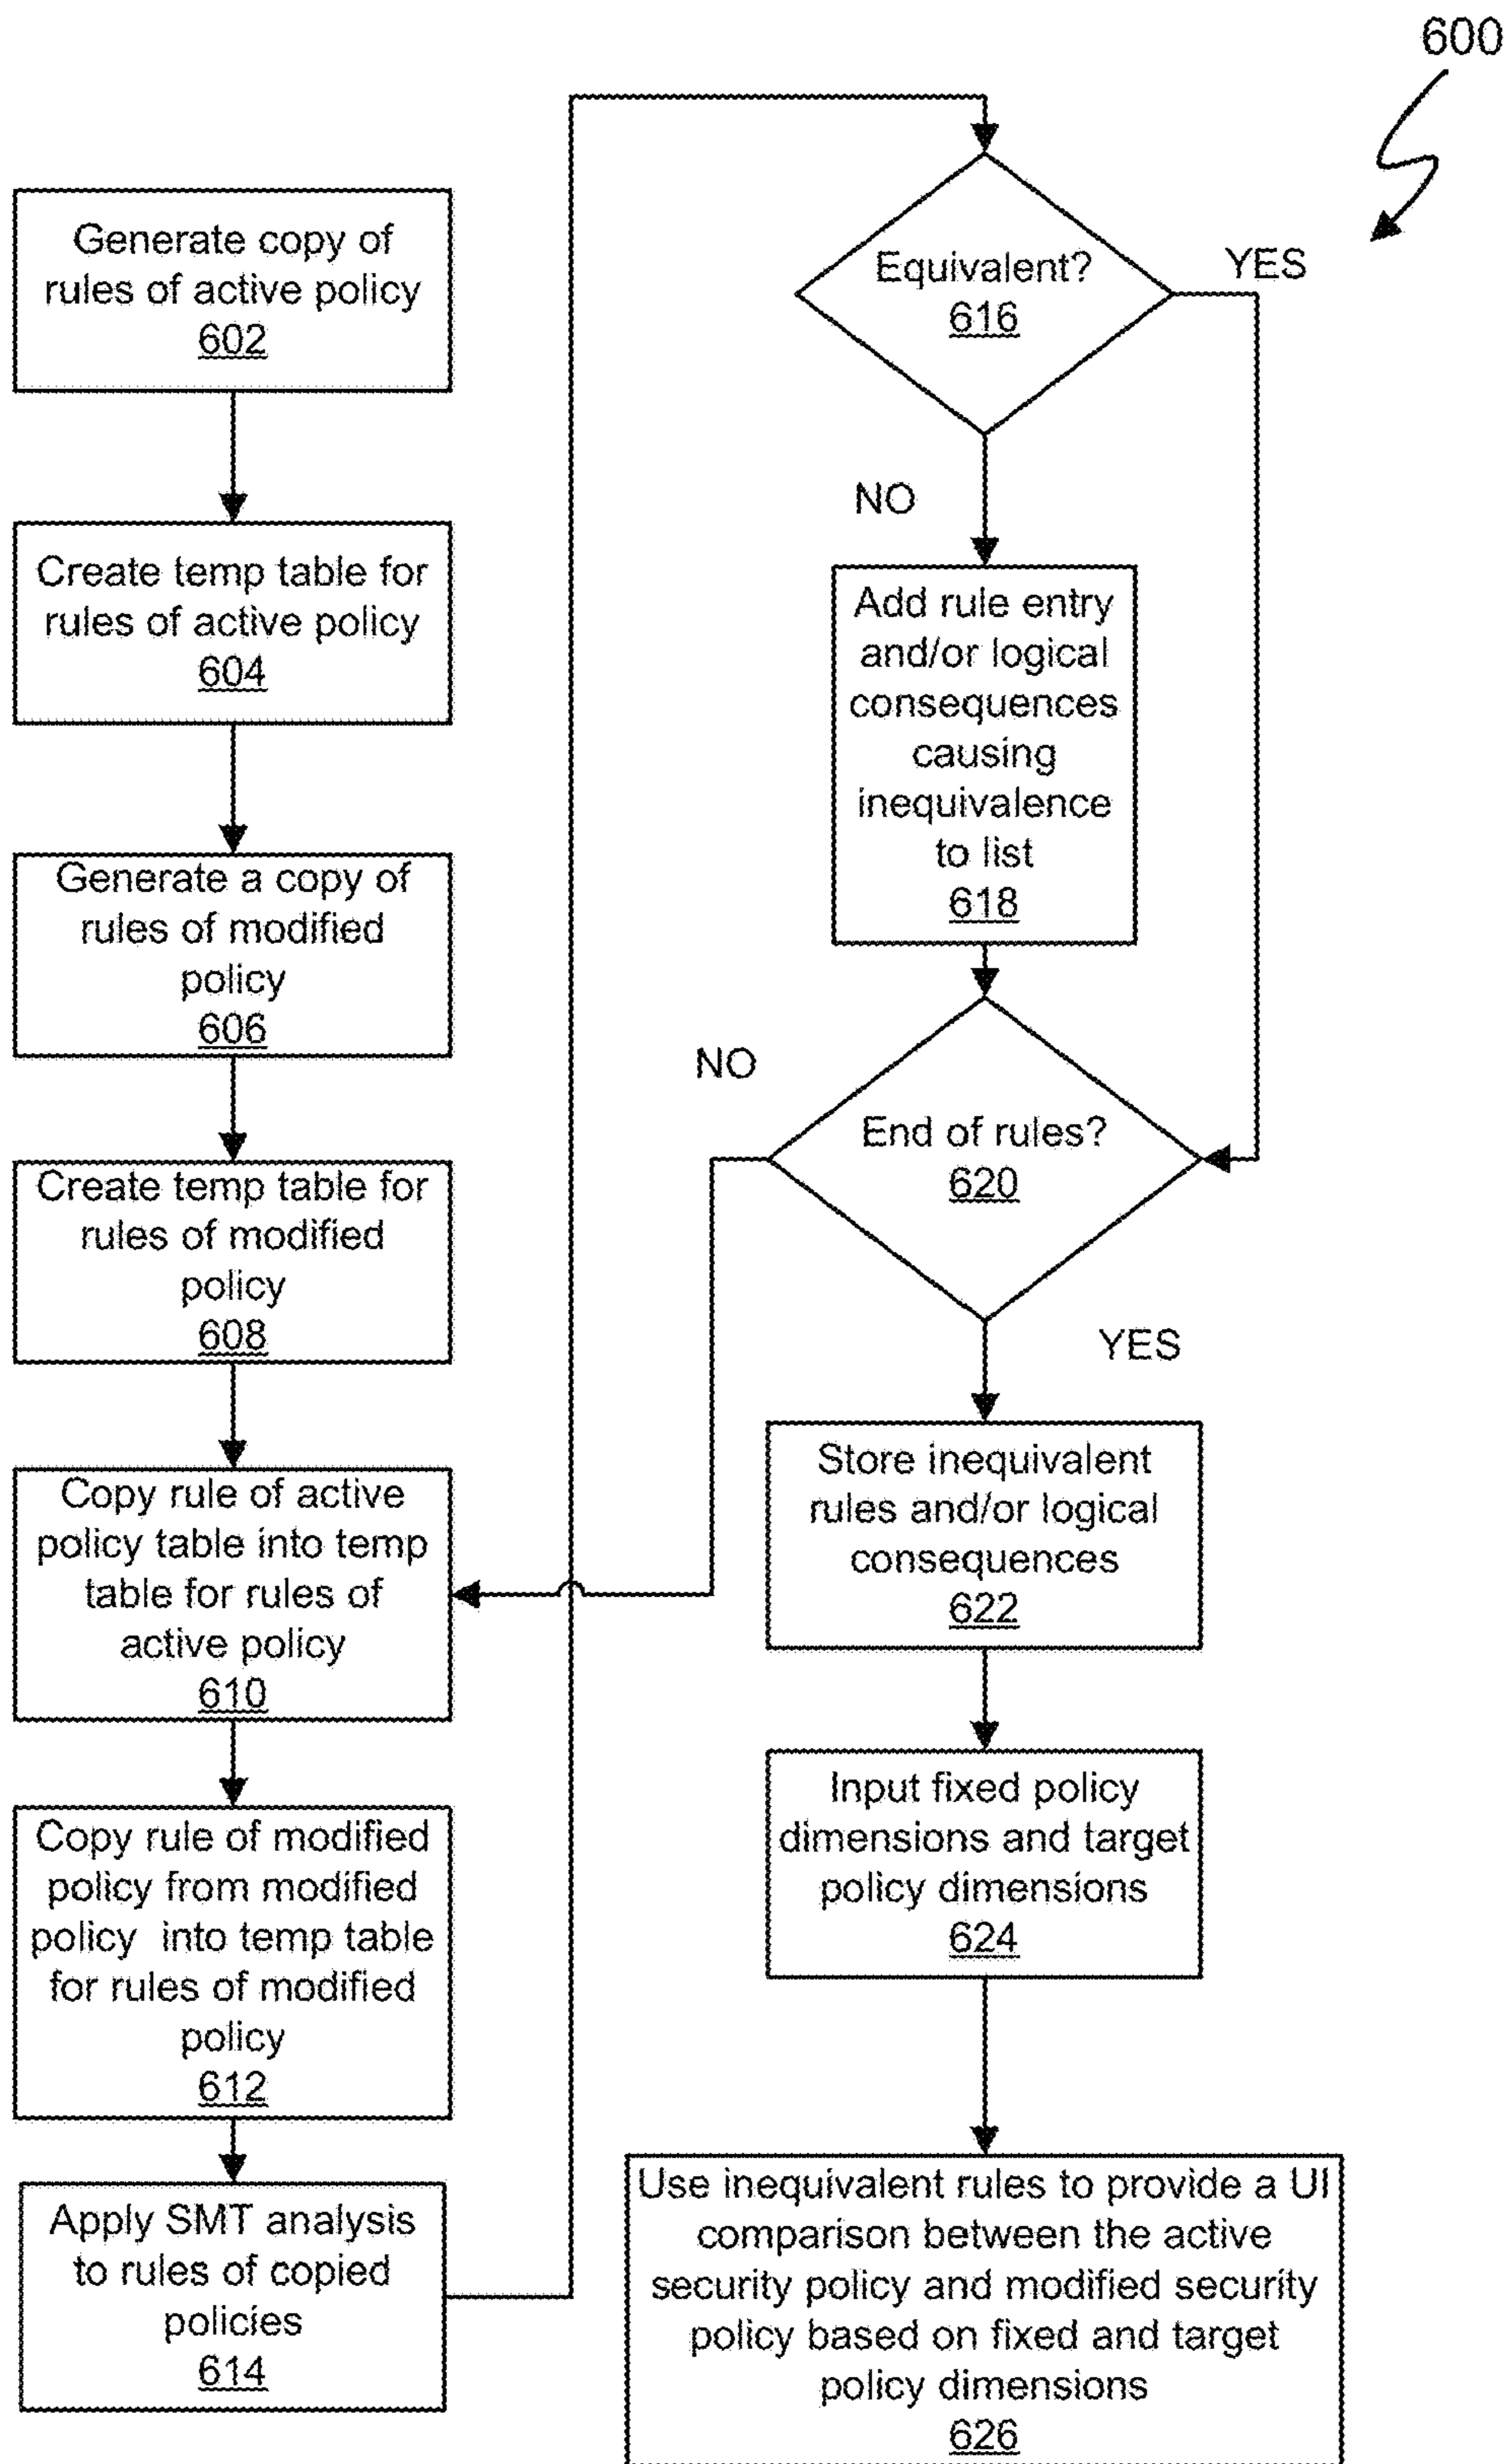 600
Generate copy of
rules of active policy
602
Create temp table for
rules of active policy
604
Generate a copy of
rules of modified
policy
606
Create temp table for
rules of modified
policy
608
Copy rule of active
policy table into temp
table for rules of
active policy
610
Copy rule of modified
policy from modified
policy into temp table
for rules of modified
policy
612
Apply SMT analysis
to rules of copied
policies
614
Equivalent?
616
YES
NO
Add rule entry
and/or logical
consequences
causing
inequivalence
to list
618
NO
End of rules?
620
YES
Store inequivalent
rules and/or logical
consequences
622
Input fixed policy
dimensions and target
policy dimensions
624
Use inequivalent rules to provide a UI
comparison between the active
security policy and modified security
policy based on fixed and target
policy dimensions
626